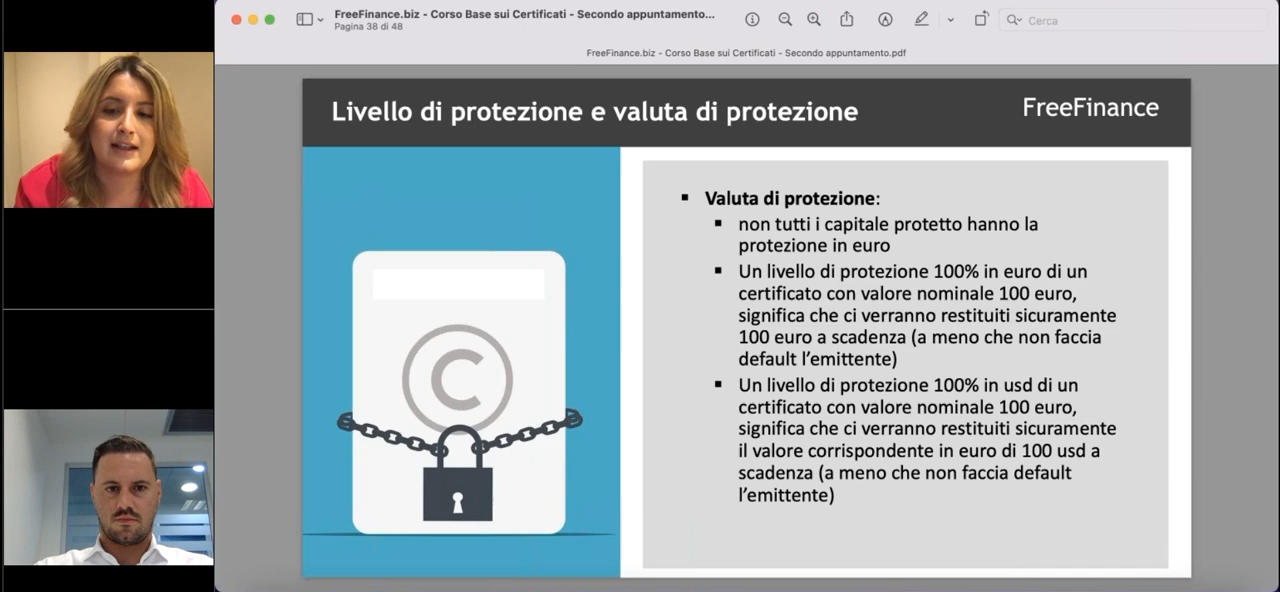 FreeFinance.biz - Corso Base sui Certificati - Secondo appuntamento...
Pagina 38 di 48
Cerca
FreeFinance.biz - Corso Base sui Certificati - Secondo appuntamento.pdf
Livello di protezione e valuta di protezione
FreeFinance
▪ Valuta di protezione:
▪ non tutti i capitale protetto hanno la
protezione in euro
▪ Un livello di protezione 100% in euro di un
certificato con valore nominale 100 euro,
significa che ci verranno restituiti sicuramente
100 euro a scadenza (a meno che non faccia
default l’emittente)
▪ Un livello di protezione 100% in usd di un
certificato con valore nominale 100 euro,
significa che ci verranno restituiti sicuramente
il valore corrispondente in euro di 100 usd a
scadenza (a meno che non faccia default
l’emittente)
©